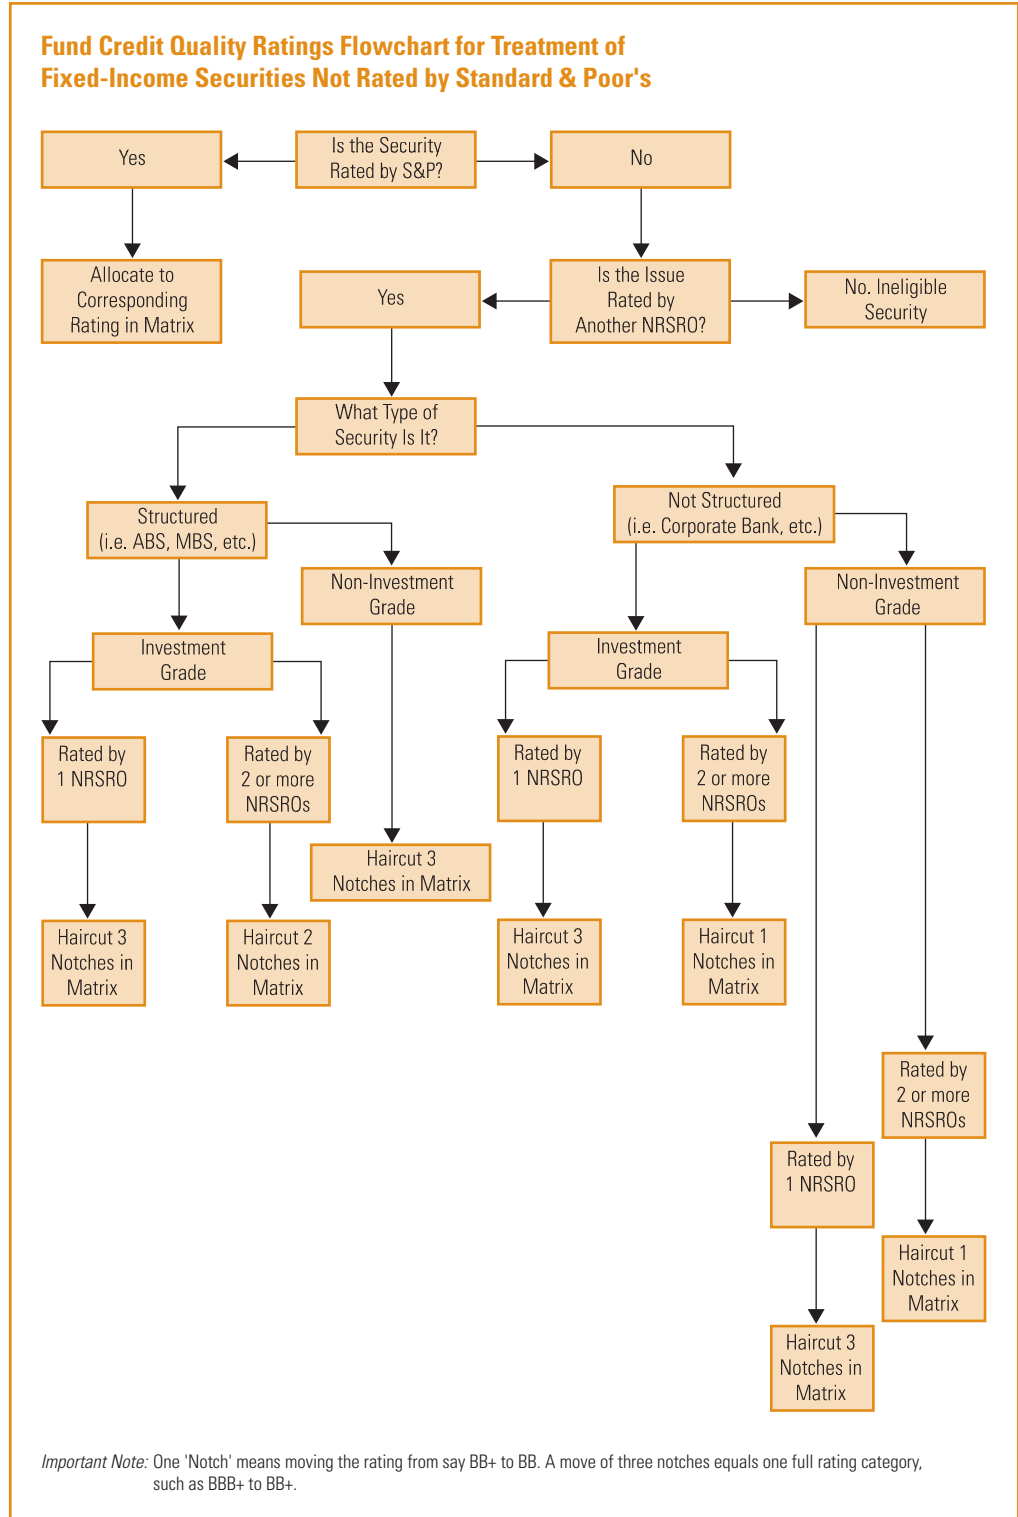 Fund Credit Quality Ratings Flowchart for Treatment of
Fixed-Income Securities Not Rated by Standard & Poor's
Yes
Is the Security
Rated by S&P?
No
Allocate to
Corresponding
Rating in Matrix
Yes
Is the Issue
Rated by
Another NRSRO?
No. Ineligible
Security
What Type of
Security Is It?
Structured
(i.e. ABS, MBS, etc.)
Not Structured
(i.e. Corporate Bank, etc.)
Non-Investment
Grade
Non-Investment
Grade
Investment
Grade
Investment
Grade
Rated by
1 NRSRO
Rated by
2 or more
NRSROs
Rated by
1 NRSRO
Rated by
2 or more
NRSROs
Haircut 3
Notches in Matrix
Haircut 3
Notches in
Matrix
Haircut 2
Notches in
Matrix
Haircut 3
Notches in
Matrix
Haircut 1
Notches in
Matrix
Rated by
2 or more
NRSROs
Rated by
1 NRSRO
Haircut 1
Notches in
Matrix
Haircut 3
Notches in
Matrix
Important Note: One 'Notch' means moving the rating from say BB+ to BB. A move of three notches equals one full rating category,
such as BBB+ to BB+.